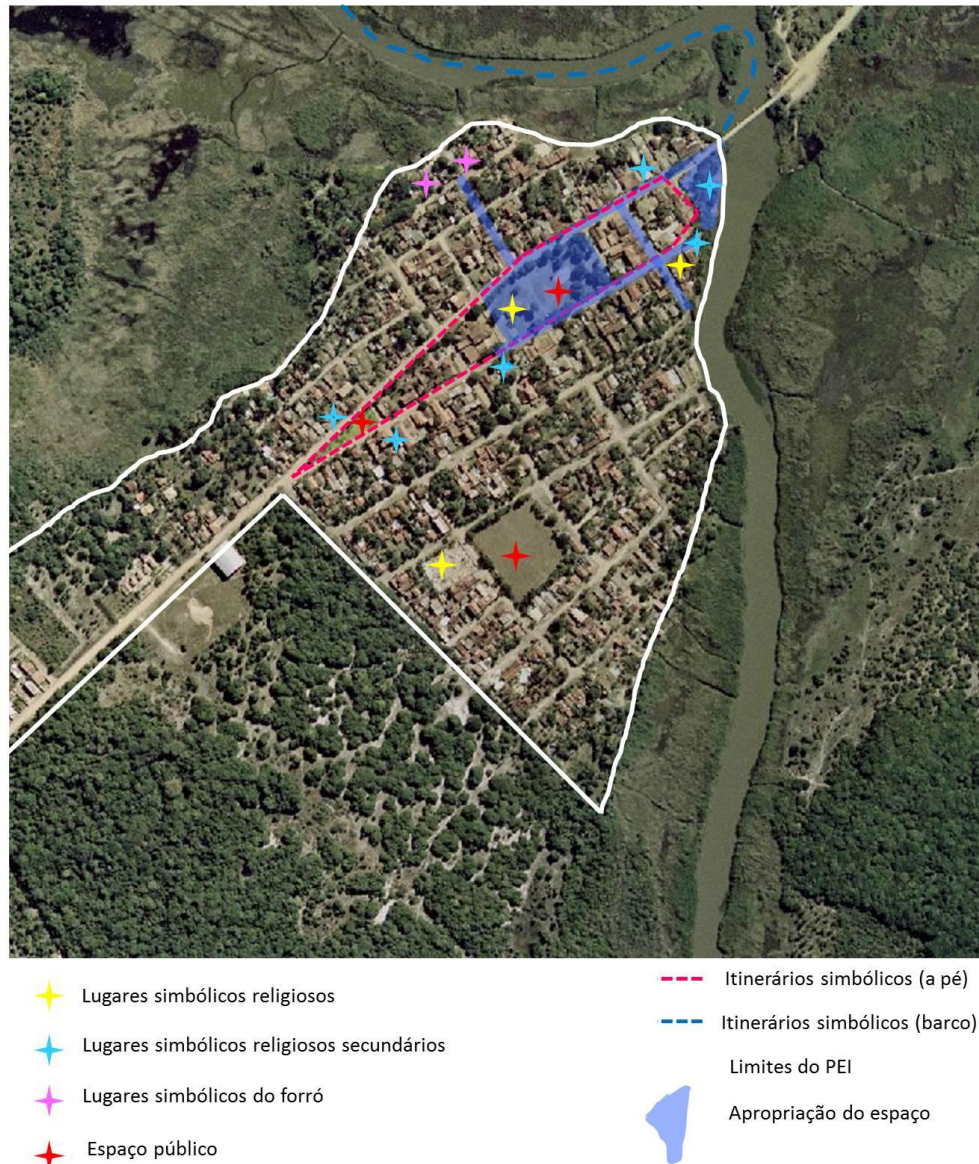 Lugares simbólicos religiosos
Lugares simbólicos religiosos secundários
Lugares simbólicos do forró
Espaço público
Itinerários simbólicos (a pé)
Itinerários simbólicos (barco)
Limites do PEI
Apropriação do espaço